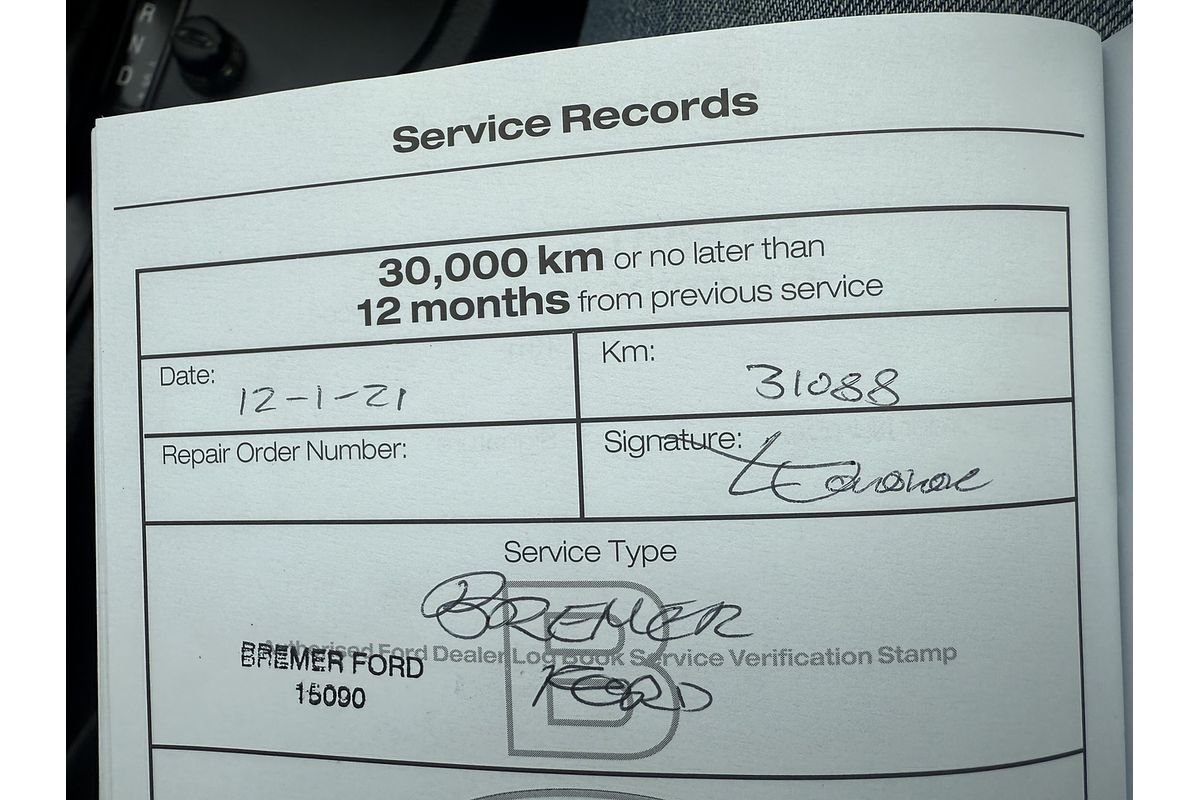 R
N
D
Service Records
30,000 km or no later than
12 months from previous service
Date: 12-1-21
Km: 31088
Repair Order Number:
Signature:
Service Type
B
BREMER
Authorised Ford Dealer Log Book Service Verification Stamp
BREMER FORD
15090
FORD